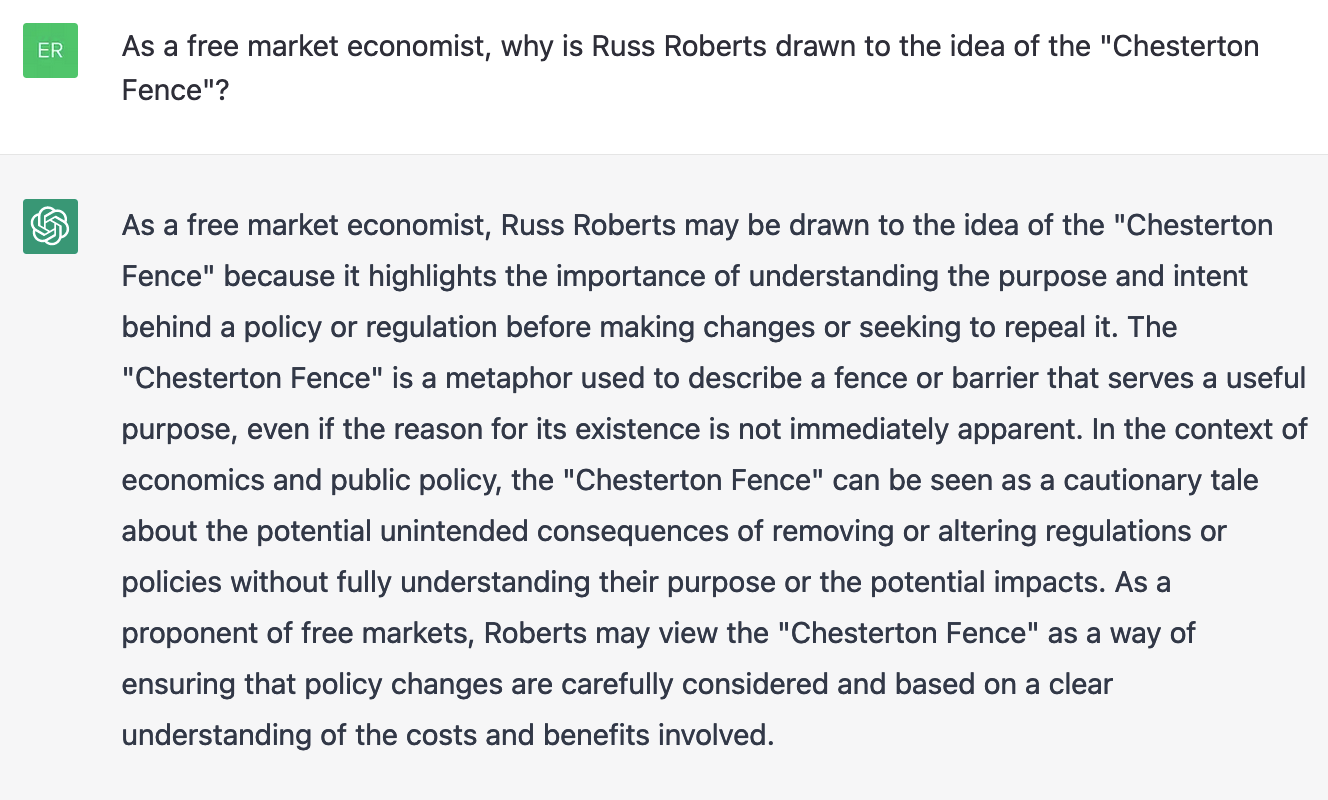 ER
As a free market economist, why is Russ Roberts drawn to the idea of the "Chesterton
Fence"?
As a free market economist, Russ Roberts may be drawn to the idea of the "Chesterton
Fence" because it highlights the importance of understanding the purpose and intent
behind a policy or regulation before making changes or seeking to repeal it. The
"Chesterton Fence" is a metaphor used to describe a fence or barrier that serves a useful
purpose, even if the reason for its existence is not immediately apparent. In the context of
economics and public policy, the "Chesterton Fence" can be seen as a cautionary tale
about the potential unintended consequences of removing or altering regulations or
policies without fully understanding their purpose or the potential impacts. As a
proponent of free markets, Roberts may view the "Chesterton Fence" as a way of
ensuring that policy changes are carefully considered and based on a clear
understanding of the costs and benefits involved.